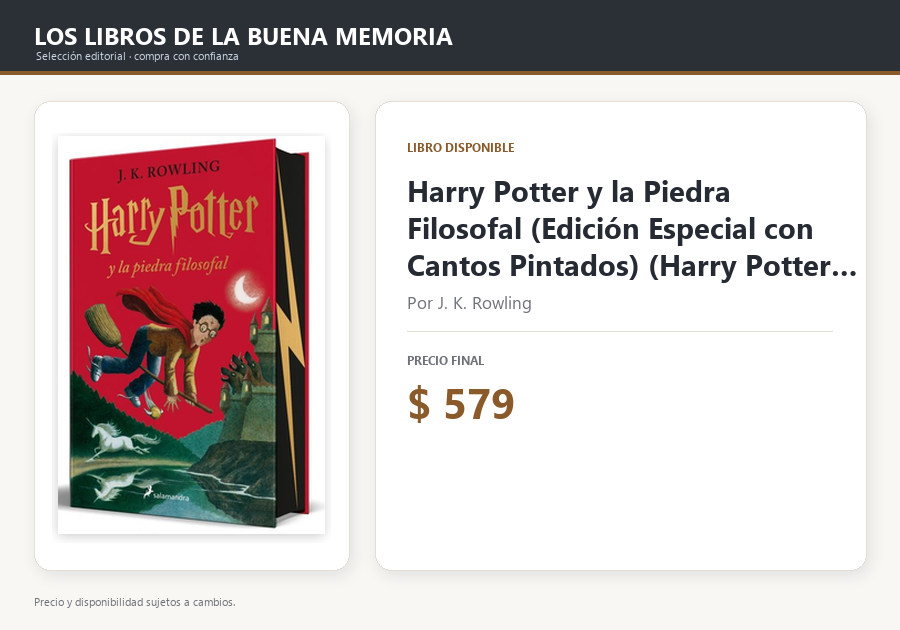 LOS LIBROS DE LA BUENA MEMORIA
Selección editorial · compra con confianza
J. K. ROWLING
Harry Potter
y la piedra filosofal
salamandra
LIBRO DISPONIBLE
Harry Potter y la Piedra
Filosofal (Edición Especial con
Cantos Pintados) (Harry Potter...
Por J. K. Rowling
PRECIO FINAL
$ 579
Precio y disponibilidad sujetos a cambios.